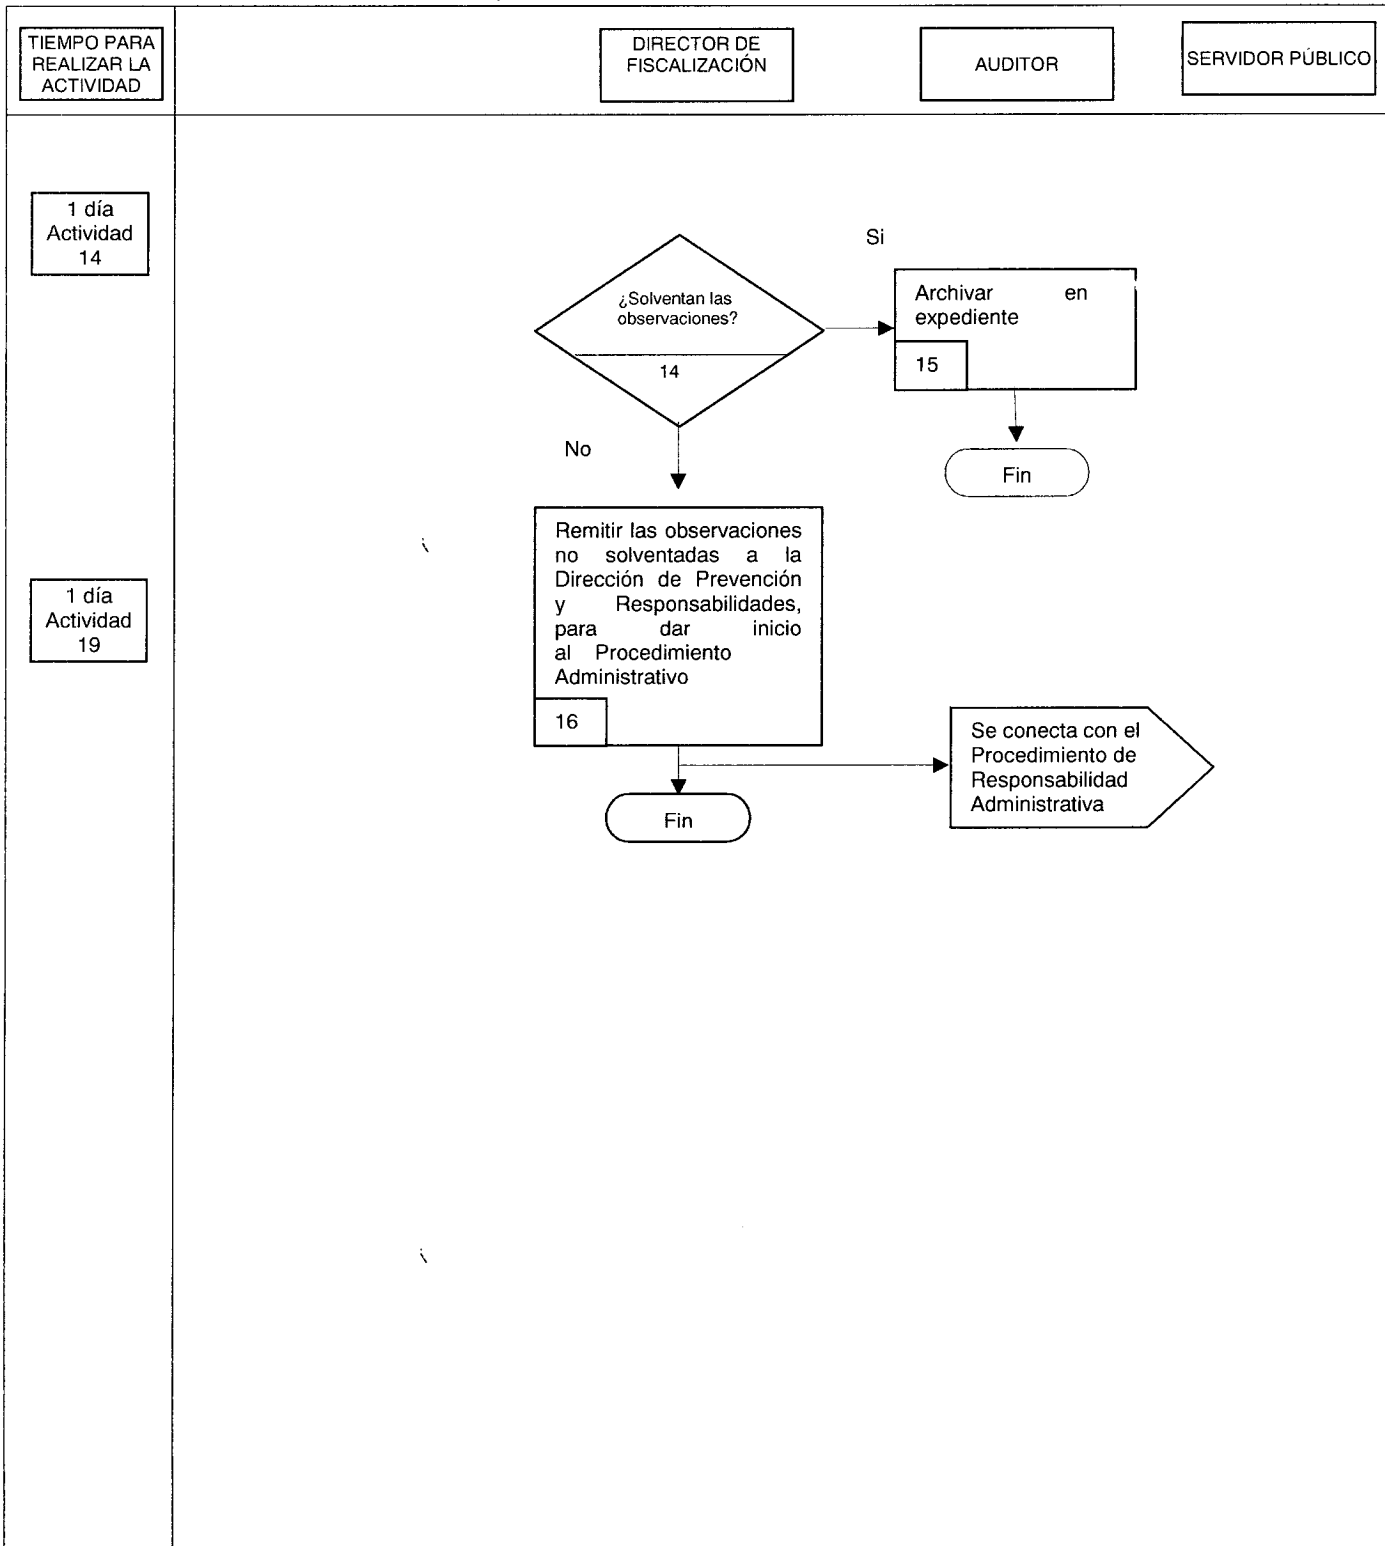 TIEMPO PARA
REALIZAR LA
ACTIVIDAD
DIRECTOR DE
FISCALIZACIÓN
AUDITOR
SERVIDOR PÚBLICO
1 día
Actividad
14
¿Solventan las
observaciones?
14
Si
Archivar en
expediente
15
Fin
No
Remitir las observaciones
no solventadas a la
Dirección de Prevención
y Responsabilidades,
para dar inicio
al Procedimiento
Administrativo
16
1 día
Actividad
19
Se conecta con el
Procedimiento de
Responsabilidad
Administrativa
Fin